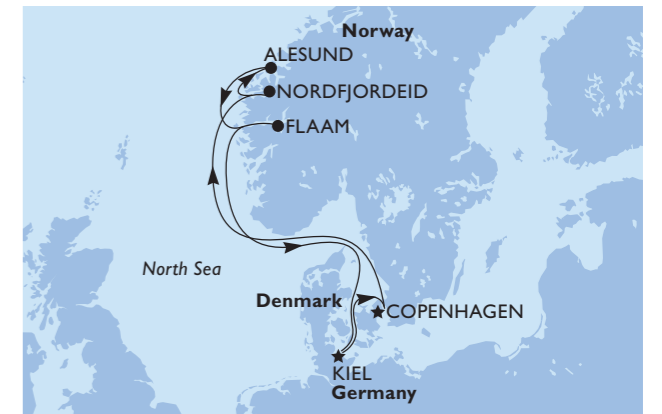 Norway
ALESUND
NORDFJORDEID
FLAAM
North Sea
Denmark
COPENHAGEN
KIEL
Germany